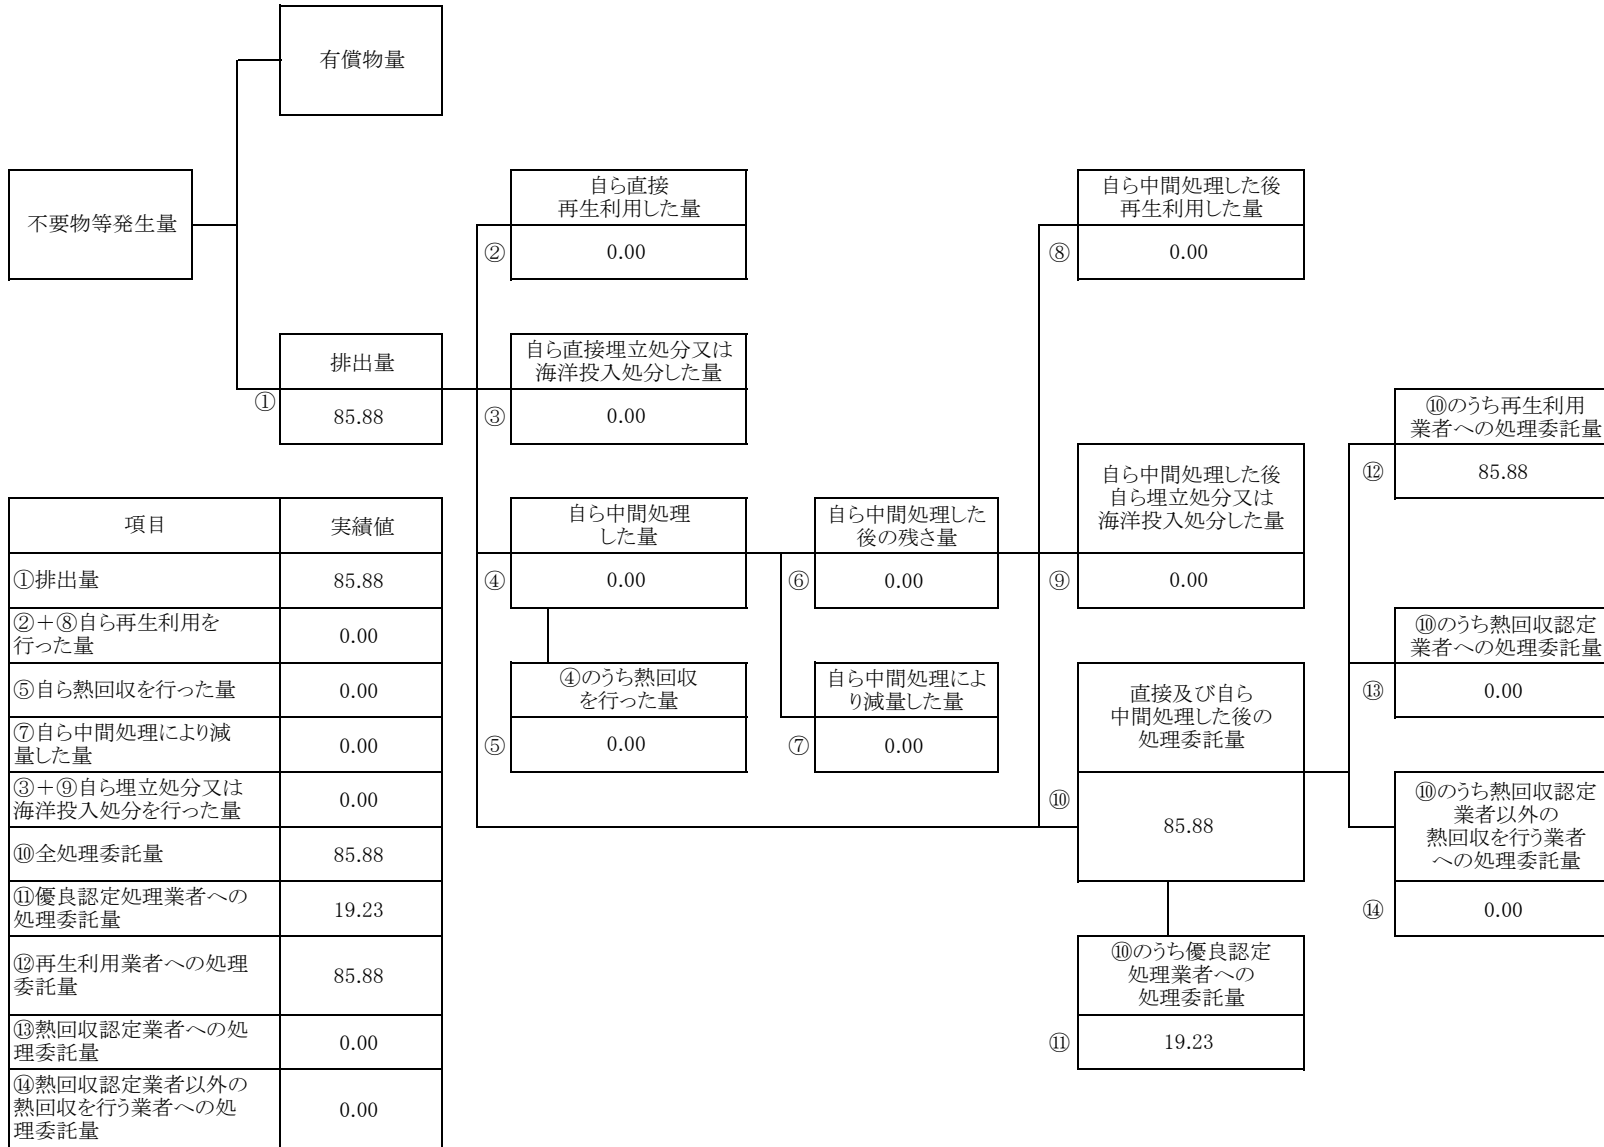 有償物量
不要物等発生量
自ら直接
再生利用した量
②
0.00
自ら中間処理した後
再生利用した量
⑧
0.00
排出量
①
85.88
自ら直接埋立処分又は
海洋投入処分した量
③
0.00
⑩のうち再生利用
業者への処理委託量
⑫
85.88
自ら中間処理
した量
④
0.00
自ら中間処理した
後の残さ量
⑥
0.00
自ら中間処理した後
自ら埋立処分又は
海洋投入処分した量
⑨
0.00
⑩のうち熱回収認定
業者への処理委託量
⑬
0.00
④のうち熱回収
を行った量
⑤
0.00
自ら中間処理によ
り減量した量
⑦
0.00
直接及び自ら
中間処理した後の
処理委託量
⑩
85.88
⑩のうち熱回収認定
業者以外の
熱回収を行う業者
への処理委託量
⑭
0.00
⑩のうち優良認定
処理業者への
処理委託量
⑪
19.23
項目 実績値
①排出量 85.88
②+⑧自ら再生利用を
行った量 0.00
⑤自ら熱回収を行った量 0.00
⑦自ら中間処理により減
量した量 0.00
③+⑨自ら埋立処分又は
海洋投入処分を行った量 0.00
⑩全処理委託量 85.88
⑪優良認定処理業者への
処理委託量 19.23
⑫再生利用業者への処理
委託量 85.88
⑬熱回収認定業者への処
理委託量 0.00
⑭熱回収認定業者以外の
熱回収を行う業者への処
理委託量 0.00